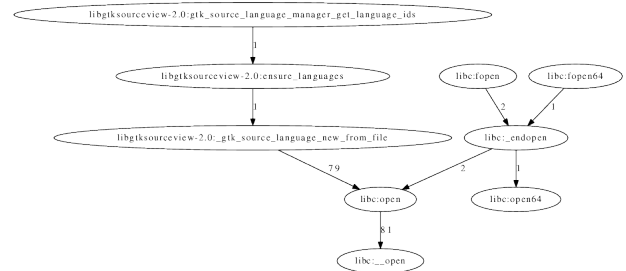 libgtksourceview-2.0:gtk_source_language_manager_get_language_ids
1
libgtksourceview-2.0:ensure_languages
libc:fopen
libc:fopen64
1
2
1
libgtksourceview-2.0:_gtk_source_language_new_from_file
libc:_endopen
79
2
1
libc:open
libc:open64
81
libc:__open